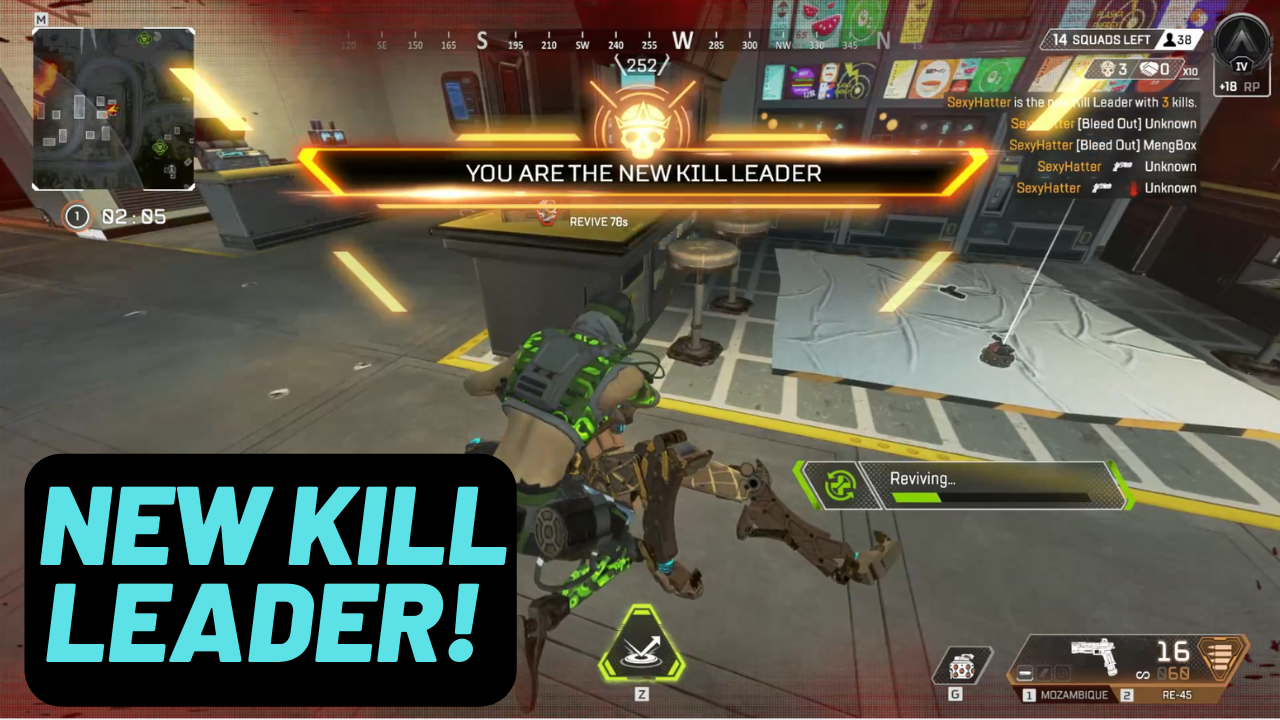 M
120 SE 150 165 S 195 210 SW 240 255 W 285 300 NW 330 345 N 15
252
14 SQUADS LEFT 38
3 0 X10
IV
+18 RP
SexyHatter is the new Kill Leader with 3 kills.
SexyHatter [Bleed Out] Unknown
SexyHatter [Bleed Out] MengBox
SexyHatter Unknown
SexyHatter Unknown
YOU ARE THE NEW KILL LEADER
1 02:05
REVIVE 78s
Reviving...
NEW KILL
LEADER!
Z
G
16
∞ 060
1 MOZAMBIQUE 2 RE-45